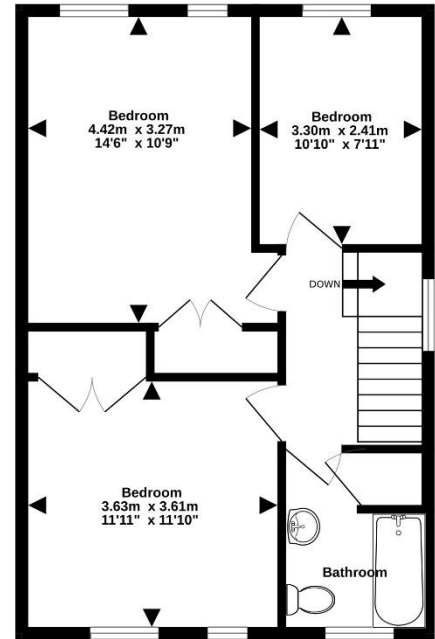 Bedroom
4.42m x 3.27m
14'6" x 10'9"
Bedroom
3.30m x 2.41m
10'10" x 7'11"
DOWN
Bedroom
3.63m x 3.61m
11'11" x 11'10"
Bathroom